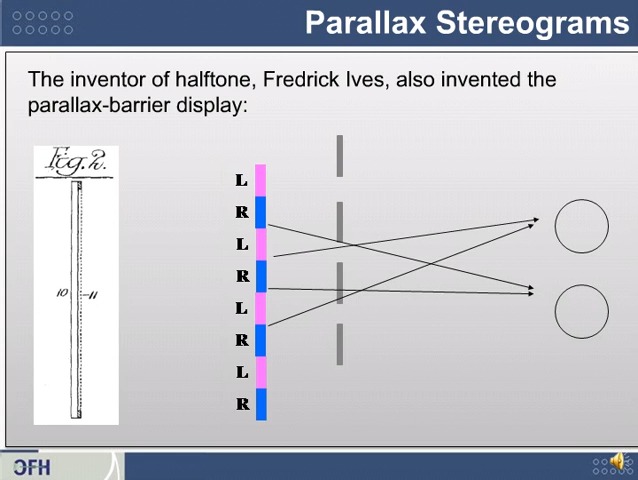 Parallax Stereograms
The inventor of halftone, Fredrick Ives, also invented the
parallax-barrier display:
Fig. 2.
10
11
L
R
L
R
L
R
L
R
OFH